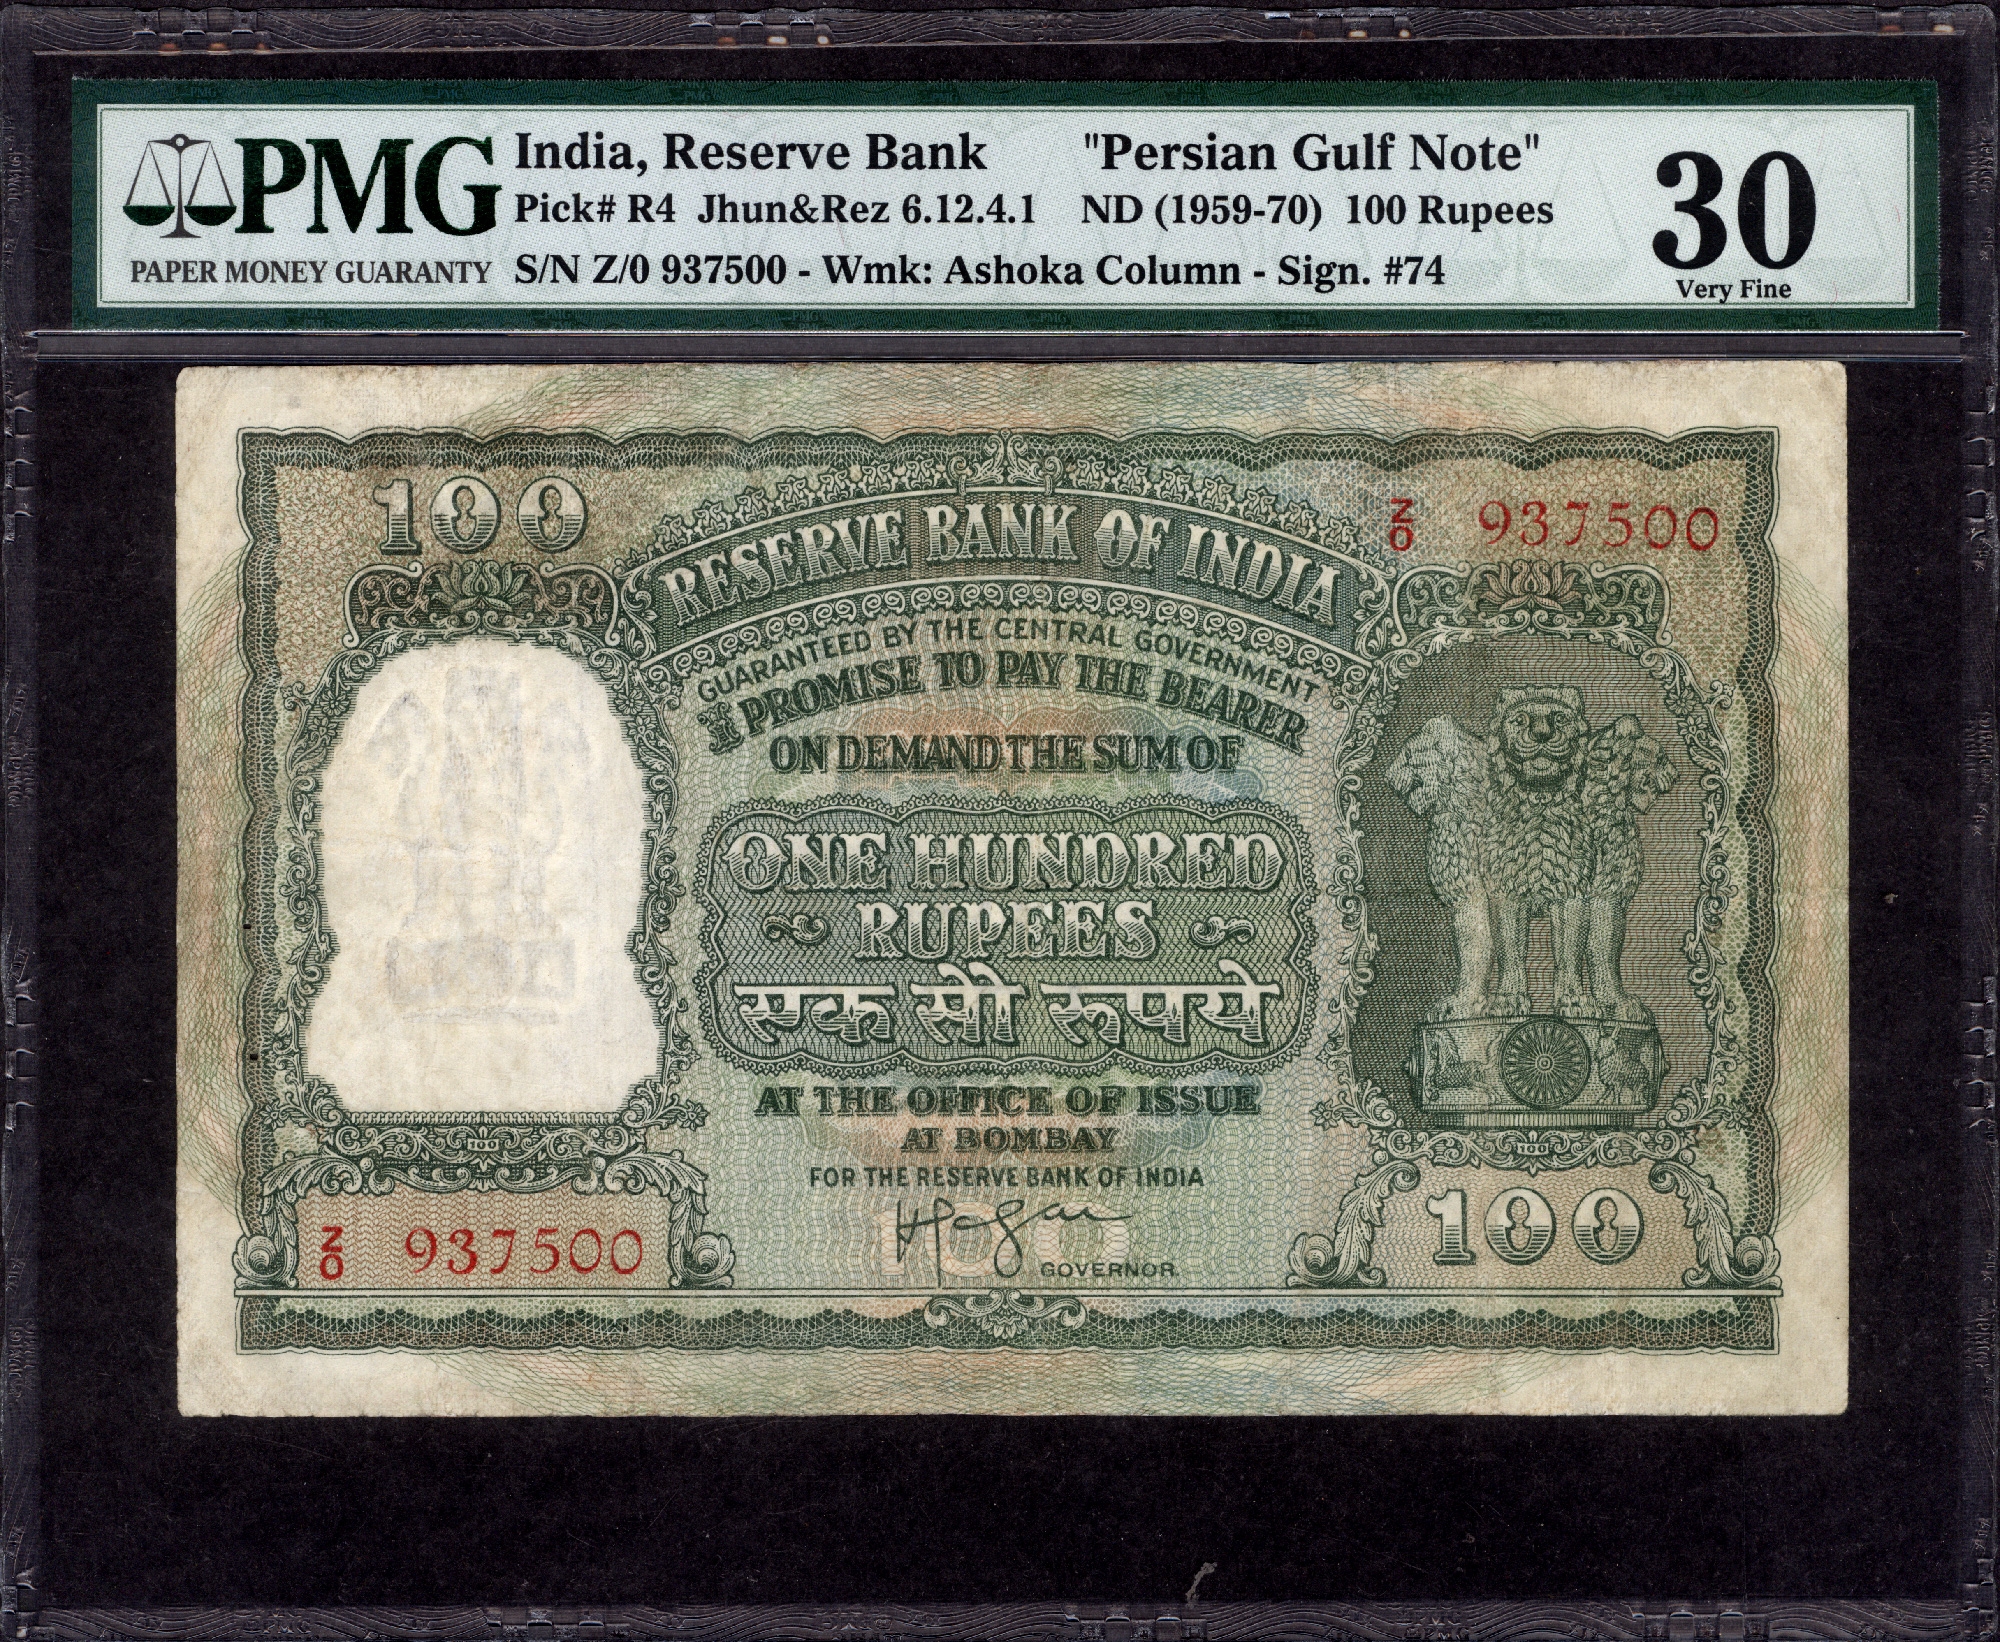 PMG
PAPER MONEY GUARANTY
India, Reserve Bank "Persian Gulf Note"
Pick# R4 Jhun&Rez 6.12.4.1 ND (1959-70) 100 Rupees
S/N Z/0 937500 - Wmk: Ashoka Column - Sign. #74
30
Very Fine
100
Z/0 937500
RESERVE BANK OF INDIA
GUARANTEED BY THE CENTRAL GOVERNMENT
I PROMISE TO PAY THE BEARER
ON DEMAND THE SUM OF
ONE HUNDRED
RUPEES
एक सौ रूपये
AT THE OFFICE OF ISSUE
AT BOMBAY
FOR THE RESERVE BANK OF INDIA
100
GOVERNOR.
100
100
Z/0 937500
100